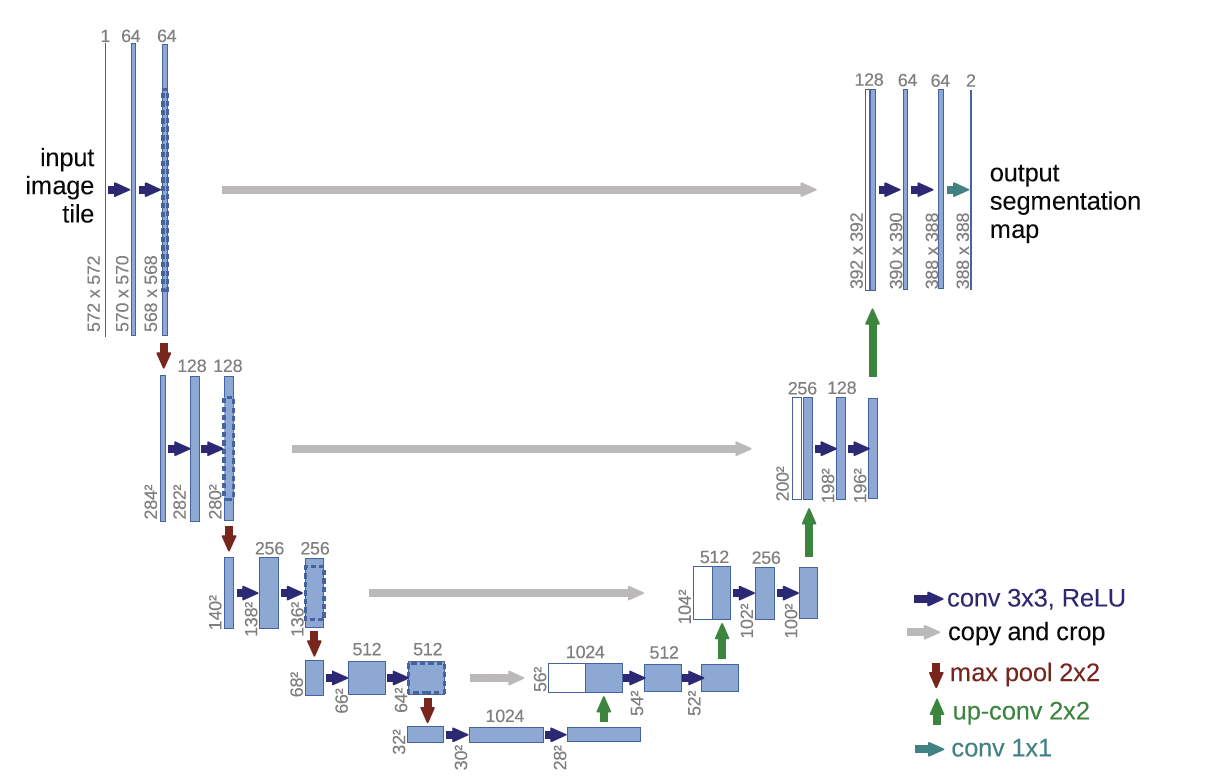 1 64 64
input
image
tile
572 x 572
570 x 570
568 x 568
128 64 64 2
output
segmentation
map
392 x 392
390 x 390
388 x 388
388 x 388
128 128
284²
282²
280²
256 128
200²
198²
196²
256 256
140²
138²
136²
512 256
104²
102²
100²
512 512
68²
66²
64²
1024 512
56²
54²
52²
1024
32²
30²
28²
conv 3x3, ReLU
copy and crop
max pool 2x2
up-conv 2x2
conv 1x1